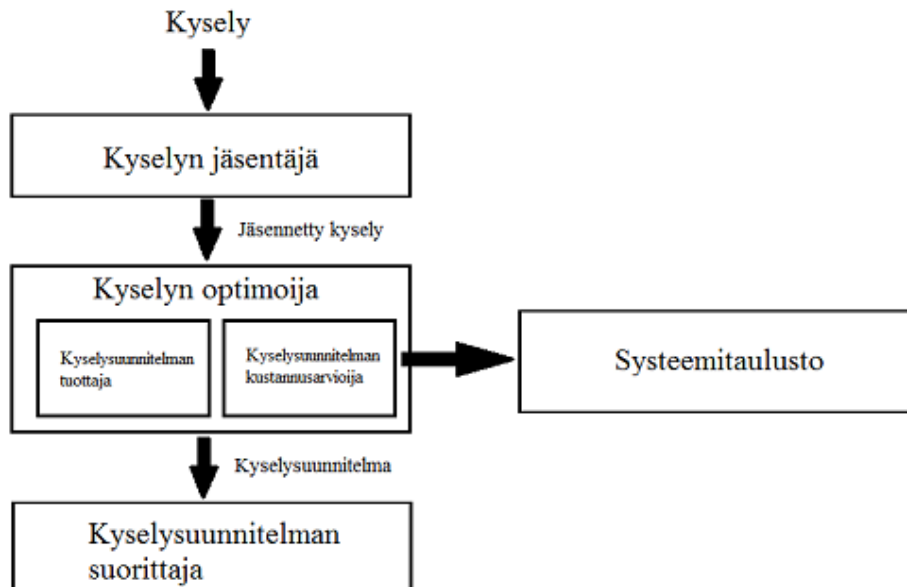 Kysely
Kyselyn jäsentäjä
Jäsennetty kysely
Kyselyn optimoija
Kyselysuunnitelman
tuottaja
Kyselysuunnitelman
kustannusarvioija
Systeemitaulusto
Kyselysuunnitelma
Kyselysuunnitelman
suorittaja